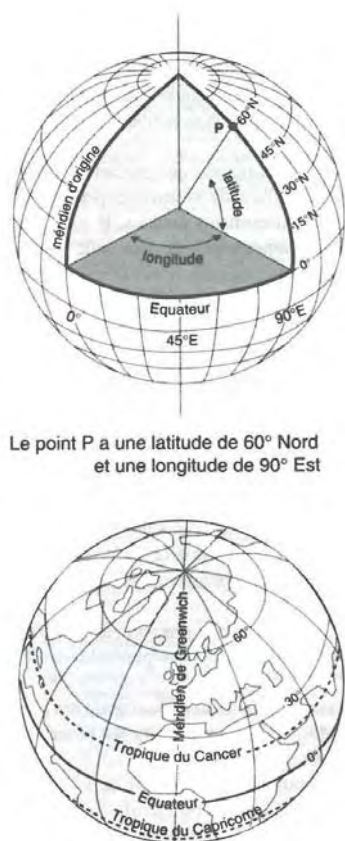 méridien d'origine
P
60°N
45°N
30°N
15°N
0°
latitude
longitude
Equateur
0°
45°E
90°E
Le point P a une latitude de 60° Nord
et une longitude de 90° Est
Méridien de Greenwich
60°
30°
0°
Tropique du Cancer
Equateur
Tropique du Capricorne